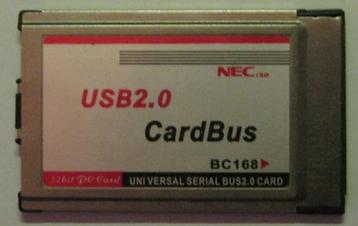 NEC
USB2.0
CardBus
BC168
32bit PC Card
UNIVERSAL SERIAL BUS2.0 CARD